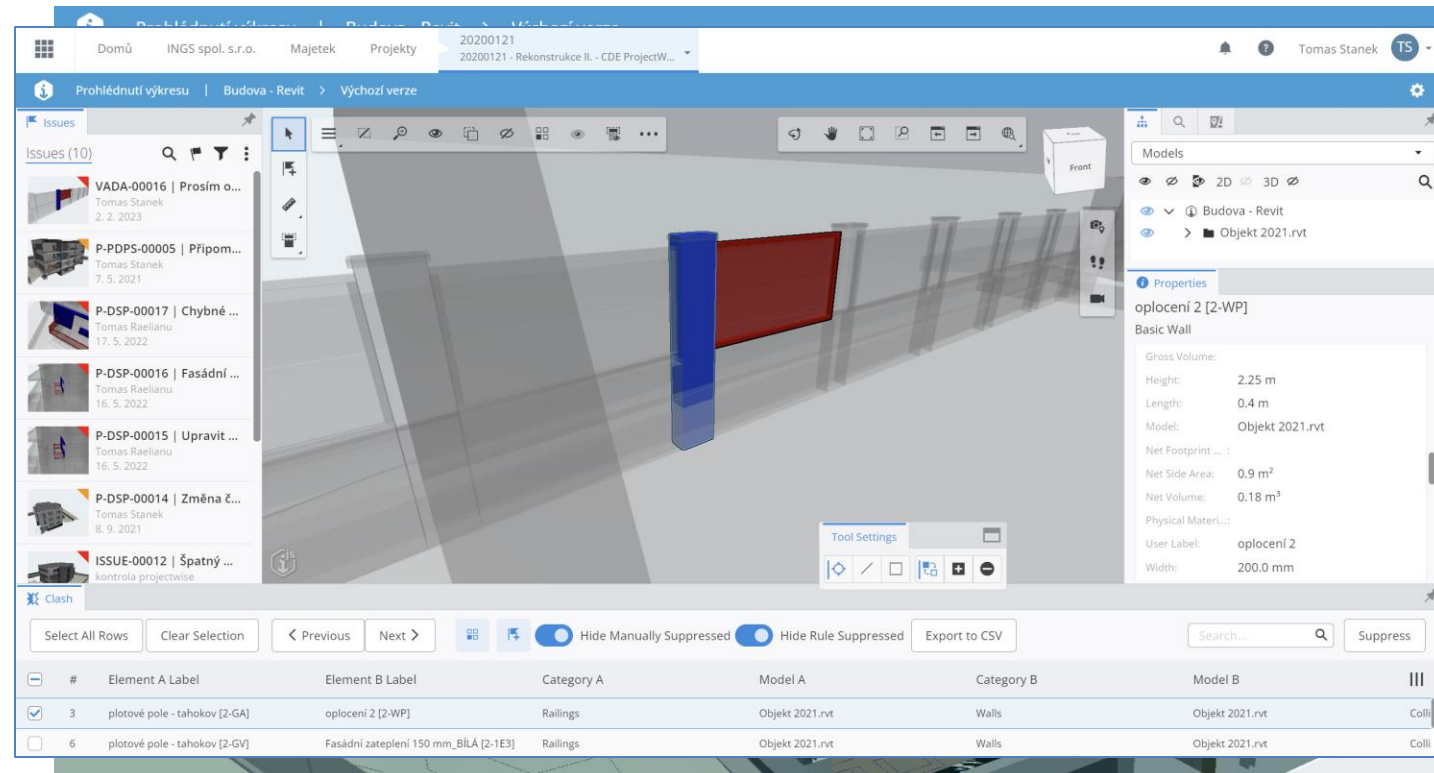 Domů INGS spol. s.r.o. Majetek Projekty
20200121
20200121 - Rekonstrukce II. - CDE ProjectW...
Tomas Stanek TS
Prohlédnutí výkresu | Budova - Revit > Výchozí verze
Issues
Issues (10)
VADA-00016 | Prosím o...
Tomas Stanek
2. 2. 2023
P-PDPS-00005 | Připom...
Tomas Stanek
7. 5. 2021
P-DSP-00017 | Chybné ...
Tomas Raelianu
17. 5. 2022
P-DSP-00016 | Fasádní ...
Tomas Raelianu
16. 5. 2022
P-DSP-00015 | Upravit ...
Tomas Raelianu
16. 5. 2022
P-DSP-00014 | Změna č...
Tomas Stanek
8. 9. 2021
ISSUE-00012 | Špatný ...
kontrola projectwise
Front
Tool Settings
Models
2D 3D
Budova - Revit
Objekt 2021.rvt
Properties
oplocení 2 [2-WP]
Basic Wall
Gross Volume:
Height: 2.25 m
Length: 0.4 m
Model: Objekt 2021.rvt
Net Footprint ... :
Net Side Area: 0.9 m²
Net Volume: 0.18 m³
Physical Materi...:
User Label: oplocení 2
Width: 200.0 mm
Clash
Select All Rows Clear Selection < Previous Next > Hide Manually Suppressed Hide Rule Suppressed Export to CSV Search... Suppress
# Element A Label Element B Label Category A Model A Category B Model B
3 plotové pole - tahokov [2-GA] oplocení 2 [2-WP] Railings Objekt 2021.rvt Walls Objekt 2021.rvt Colli
6 plotové pole - tahokov [2-GV] Fasádní zateplení 150 mm_BÍLÁ [2-1E3] Railings Objekt 2021.rvt Walls Objekt 2021.rvt Colli